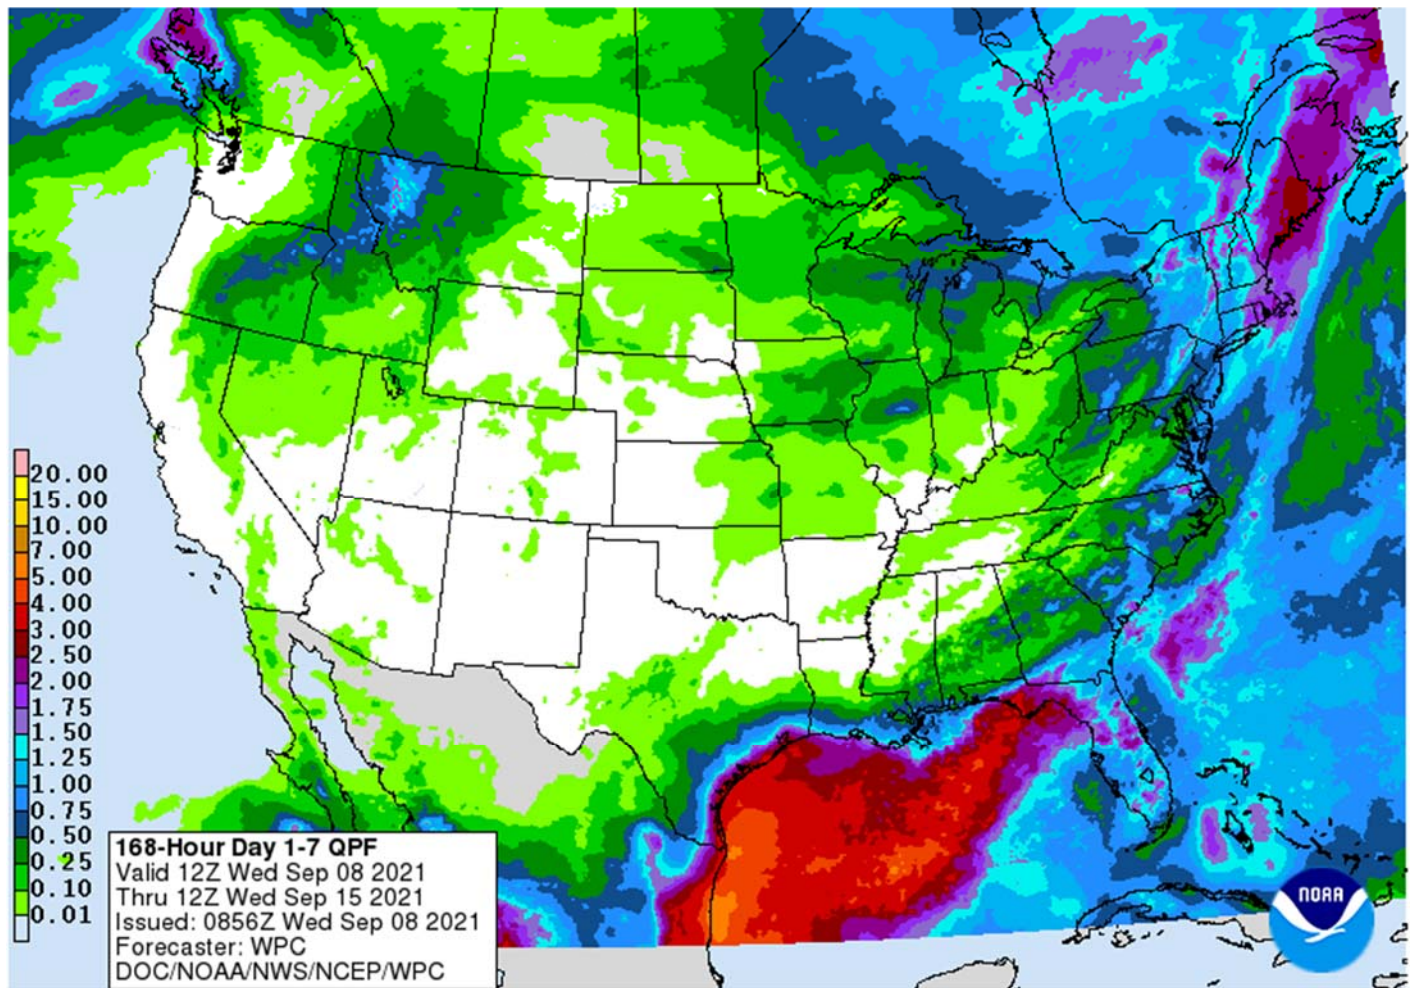 20.00
15.00
10.00
7.00
5.00
4.00
3.00
2.50
2.00
1.75
1.50
1.25
1.00
0.75
0.50
0.25
0.10
0.01
168-Hour Day 1-7 QPF
Valid 12Z Wed Sep 08 2021
Thru 12Z Wed Sep 15 2021
Issued: 0856Z Wed Sep 08 2021
Forecaster: WPC
DOC/NOAA/NWS/NCEP/WPC
NOAA